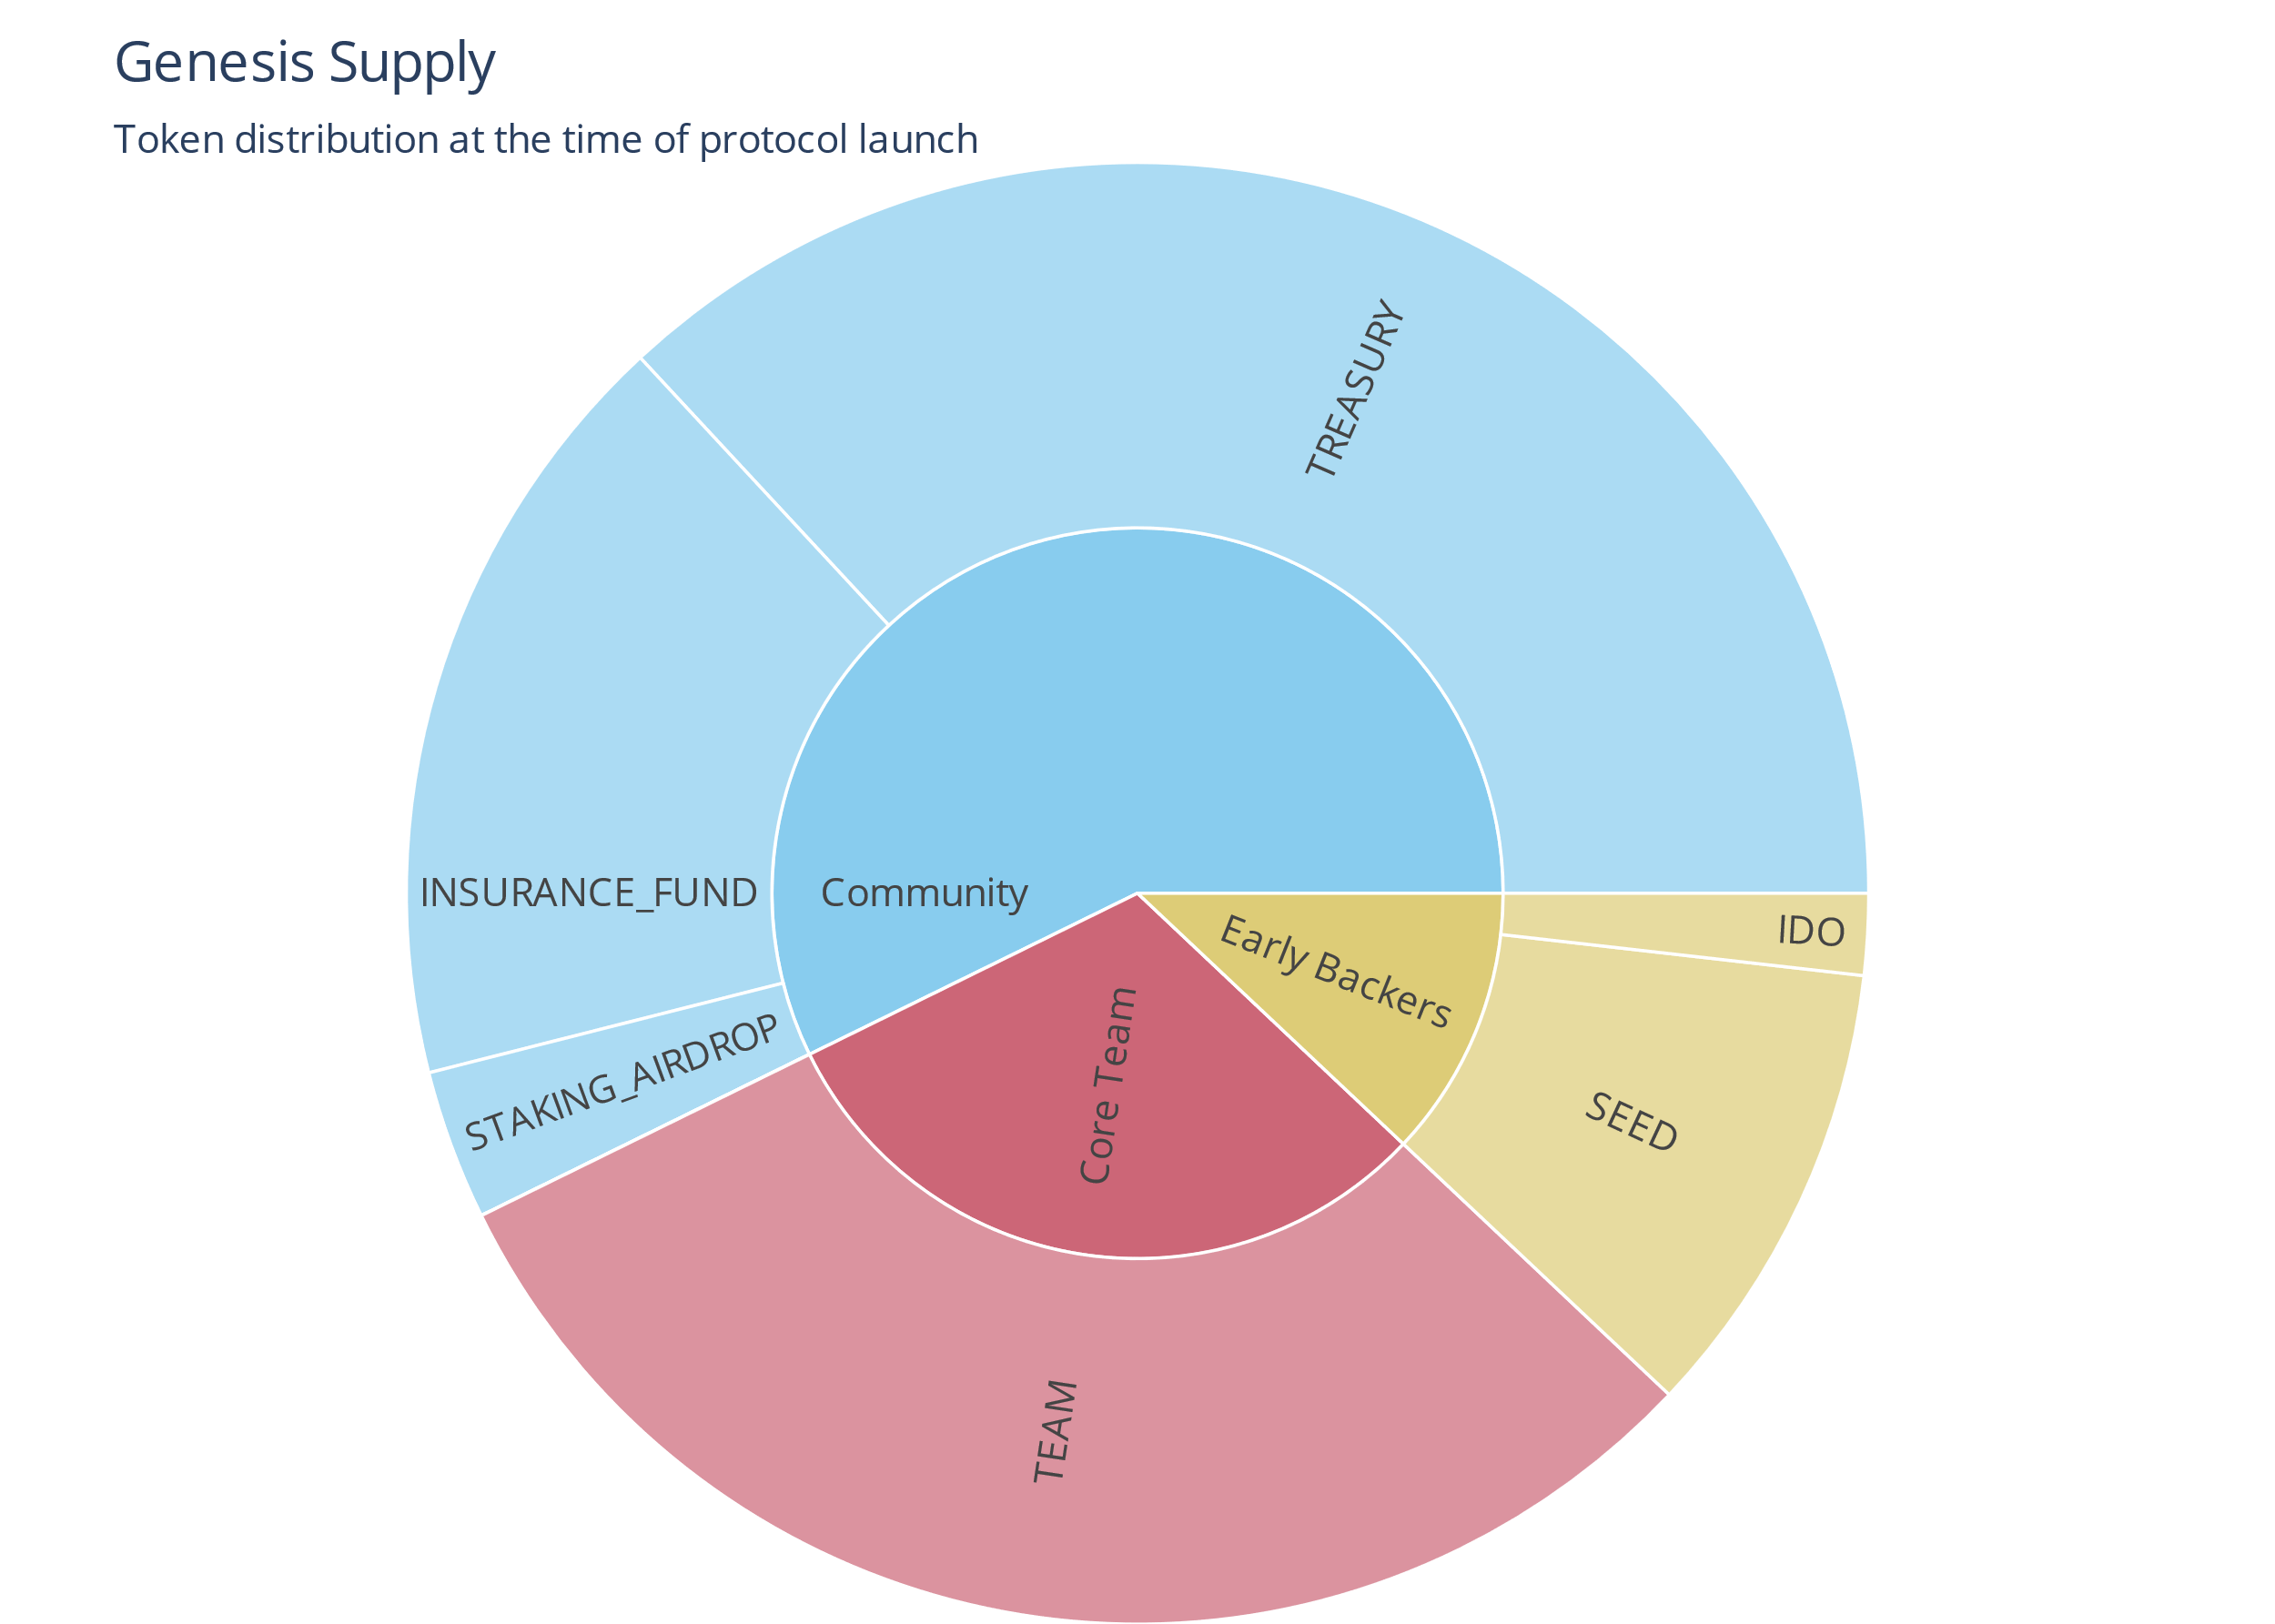 Genesis Supply
Token distribution at the time of protocol launch
TREASURY
INSURANCE_FUND
Community
IDO
Early Backers
STAKING_AIRDROP
Core Team
SEED
TEAM